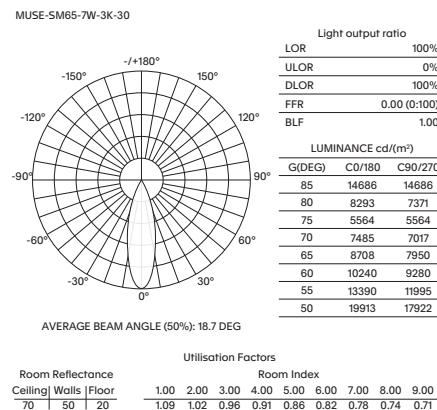 MUSE-SM65-7W-3K-30
-/+180°
-150° 150°
-120° 120°
-90° 90°
-60° 60°
-30° 30°
0°
AVERAGE BEAM ANGLE (50%): 18.7 DEG
Light output ratio
LOR 100%
ULOR 0%
DLOR 100%
FFR 0.00 (0:100)
BLF 1.00
LUMINANCE cd/(m²)
G(DEG) C0/180 C90/270
85 14686 14686
80 8293 7371
75 5564 5564
70 7485 7017
65 8708 7950
60 10240 9280
55 13390 11995
50 19913 17922
Utilisation Factors
Room Reflectance Room Index
Ceiling Walls Floor 1.00 2.00 3.00 4.00 5.00 6.00 7.00 8.00 9.00
70 50 20 1.09 1.02 0.96 0.91 0.86 0.82 0.78 0.74 0.71